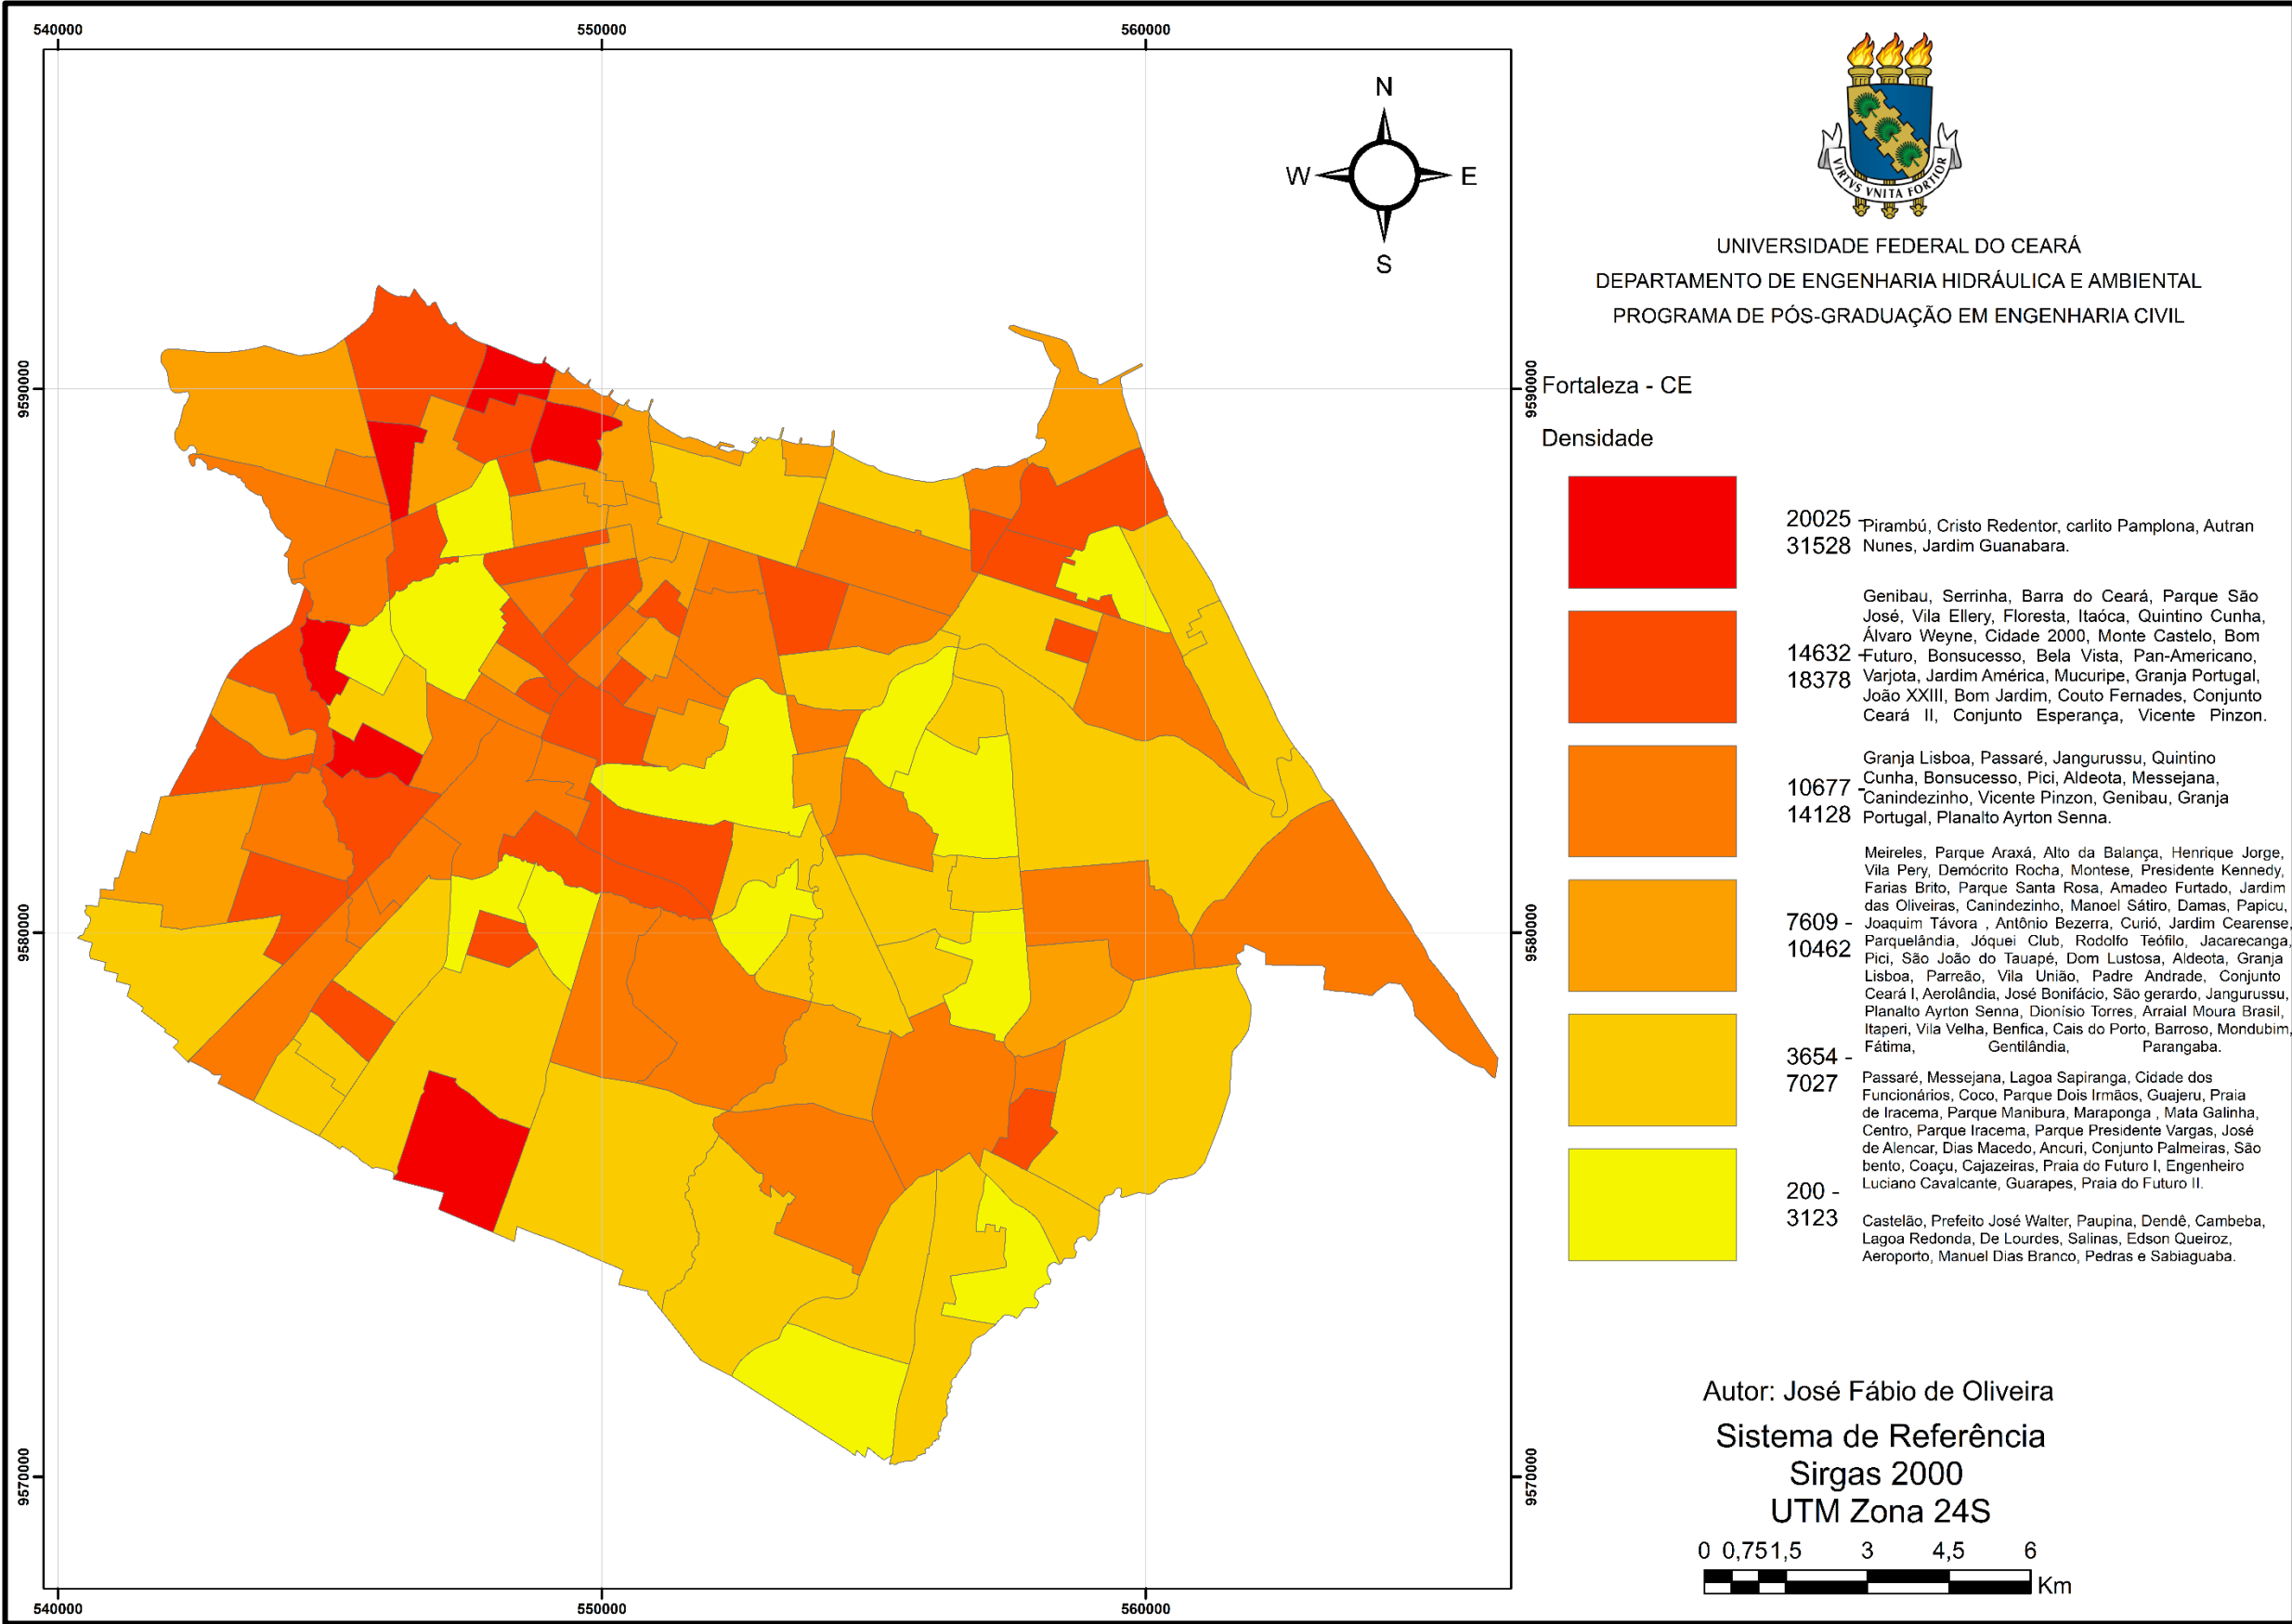 540000
550000
560000
N
W
E
S
9590000
9580000
9570000
9590000
9580000
9570000
540000
550000
560000
VIRTVS VNITA FORTIOR
UNIVERSIDADE FEDERAL DO CEARÁ
DEPARTAMENTO DE ENGENHARIA HIDRÁULICA E AMBIENTAL
PROGRAMA DE PÓS-GRADUAÇÃO EM ENGENHARIA CIVIL
Fortaleza - CE
Densidade
20025 -
31528
Pirambú, Cristo Redentor, carlito Pamplona, Autran
Nunes, Jardim Guanabara.
14632 -
18378
Genibau, Serrinha, Barra do Ceará, Parque São
José, Vila Ellery, Floresta, Itaóca, Quintino Cunha,
Álvaro Weyne, Cidade 2000, Monte Castelo, Bom
Futuro, Bonsucesso, Bela Vista, Pan-Americano,
Varjota, Jardim América, Mucuripe, Granja Portugal,
João XXIII, Bom Jardim, Couto Fernades, Conjunto
Ceará II, Conjunto Esperança, Vicente Pinzon.
10677 -
14128
Granja Lisboa, Passaré, Jangurussu, Quintino
Cunha, Bonsucesso, Pici, Aldeota, Messejana,
Canindezinho, Vicente Pinzon, Genibau, Granja
Portugal, Planalto Ayrton Senna.
7609 -
10462
Meireles, Parque Araxá, Alto da Balança, Henrique Jorge,
Vila Pery, Demócrito Rocha, Montese, Presidente Kennedy,
Farias Brito, Parque Santa Rosa, Amadeo Furtado, Jardim
das Oliveiras, Canindezinho, Manoel Sátiro, Damas, Papicu,
Joaquim Távora , Antônio Bezerra, Curió, Jardim Cearense,
Parquelândia, Jóquei Club, Rodolfo Teófilo, Jacarecanga,
Pici, São João do Tauapé, Dom Lustosa, Aldeota, Granja
Lisboa, Parreão, Vila União, Padre Andrade, Conjunto
Ceará I, Aerolândia, José Bonifácio, São gerardo, Jangurussu,
Planalto Ayrton Senna, Dionísio Torres, Arraial Moura Brasil,
Itaperi, Vila Velha, Benfica, Cais do Porto, Barroso, Mondubim,
Fátima, Gentilândia, Parangaba.
3654 -
7027
Passaré, Messejana, Lagoa Sapiranga, Cidade dos
Funcionários, Coco, Parque Dois Irmãos, Guajeru, Praia
de Iracema, Parque Manibura, Maraponga , Mata Galinha,
Centro, Parque Iracema, Parque Presidente Vargas, José
de Alencar, Dias Macedo, Ancuri, Conjunto Palmeiras, São
bento, Coaçu, Cajazeiras, Praia do Futuro I, Engenheiro
Luciano Cavalcante, Guarapes, Praia do Futuro II.
200 -
3123
Castelão, Prefeito José Walter, Paupina, Dendê, Cambeba,
Lagoa Redonda, De Lourdes, Salinas, Edson Queiroz,
Aeroporto, Manuel Dias Branco, Pedras e Sabiaguaba.
Autor: José Fábio de Oliveira
Sistema de Referência
Sirgas 2000
UTM Zona 24S
0 0,75 1,5 3 4,5 6
Km